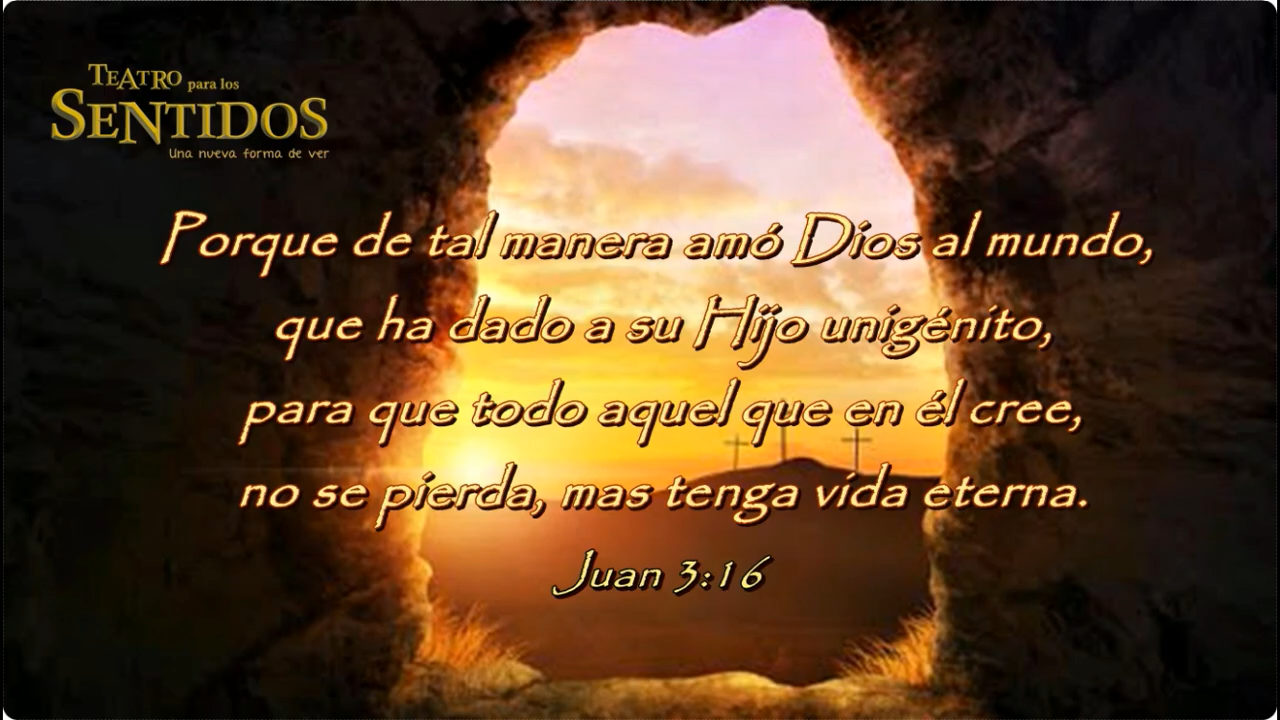 TEATRO para los
SENTIDOS
Una nueva forma de ver
Porque de tal manera amó Dios al mundo,
que ha dado a su Hijo unigénito,
para que todo aquel que en él cree,
no se pierda, mas tenga vida eterna.
Juan 3:16